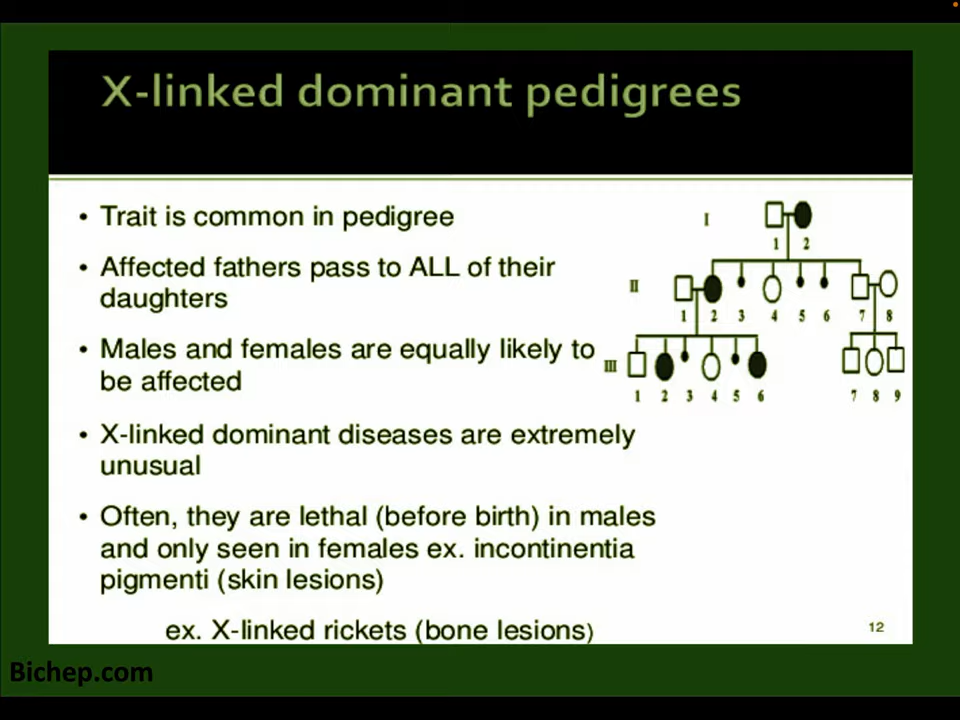 X-linked dominant pedigrees
• Trait is common in pedigree
• Affected fathers pass to ALL of their
daughters
• Males and females are equally likely to
be affected
• X-linked dominant diseases are extremely
unusual
• Often, they are lethal (before birth) in males
and only seen in females ex. incontinentia
pigmenti (skin lesions)
ex. X-linked rickets (bone lesions)
I
1 2
II
1 2 3 4 5 6 7 8
III
1 2 3 4 5 6 7 8 9
12
Bichep.com